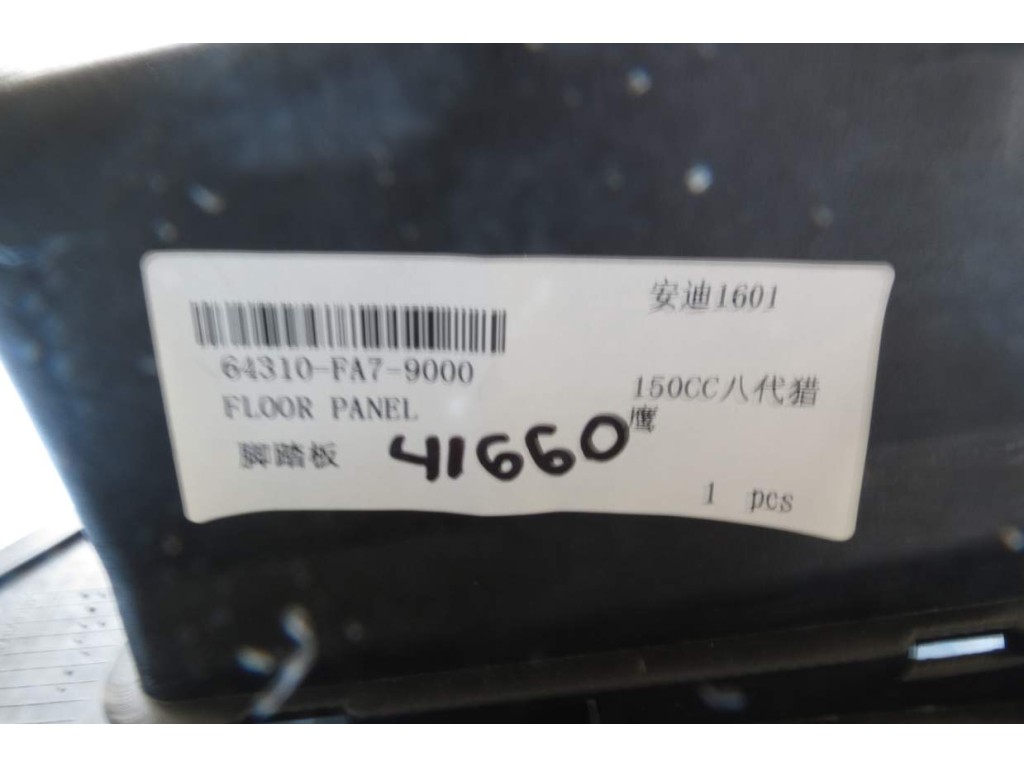 安迪1601
64310-FA7-9000
150CC八代猎
鹰
FLOOR PANEL
脚踏板
41660
1 pcs